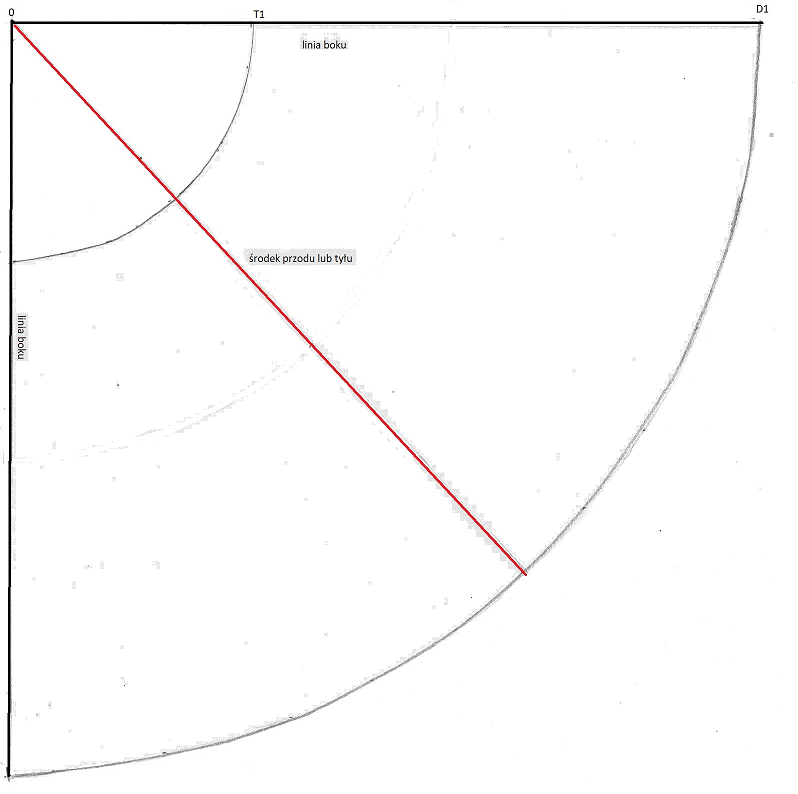 0
T1
D1
linia boku
środek przodu lub tyłu
linia boku